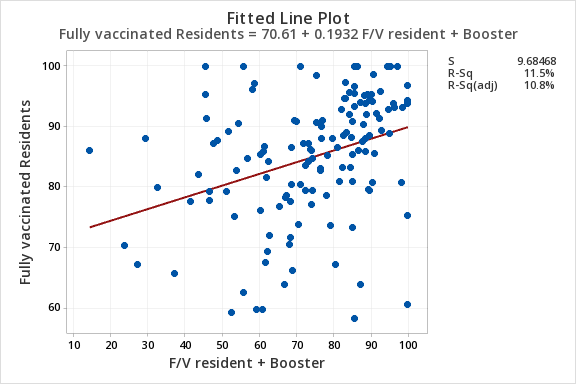 Fitted Line Plot
Fully vaccinated Residents = 70.61 + 0.1932 F/V resident + Booster
S 9.68468
R-Sq 11.5%
R-Sq(adj) 10.8%
Fully vaccinated Residents
100
90
80
70
60
10 20 30 40 50 60 70 80 90 100
F/V resident + Booster